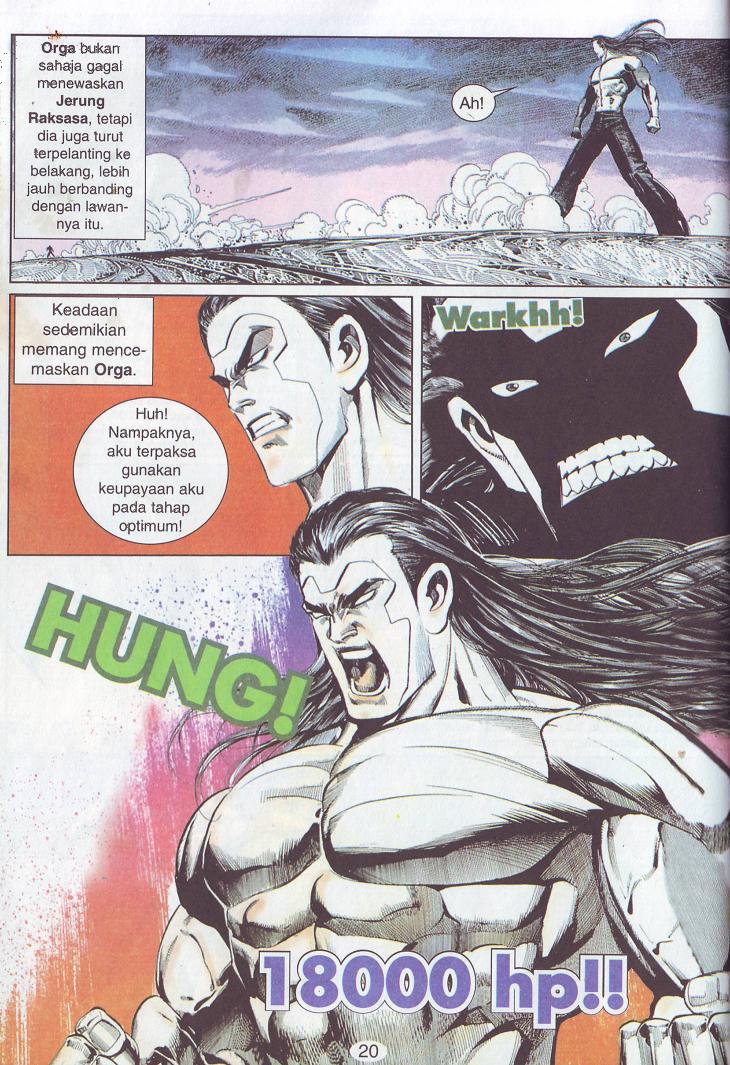 Orga bukan
sahaja gagal
menewaskan
Jerung
Raksasa, tetapi
dia juga turut
terpelanting ke
belakang, lebih
jauh berbanding
dengan lawan-
nya itu.
Ah!
Keadaan
sedemikian
memang mence-
maskan Orga.
Huh!
Nampaknya,
aku terpaksa
gunakan
keupayaan aku
pada tahap
optimum!
Warkhh!
HUNG!
18000 hp!!
20